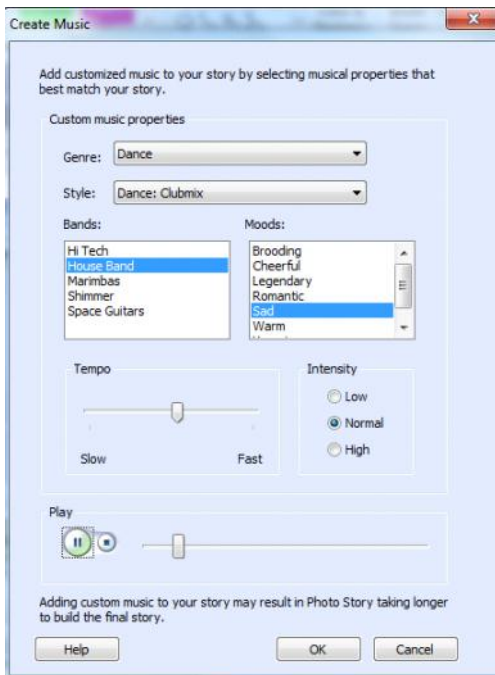 Create Music
Add customized music to your story by selecting musical properties that
best match your story.
Custom music properties
Genre: Dance
Style: Dance: Clubmix
Bands: Moods:
Hi Tech Brooding
House Band Cheerful
Marimbas Legendary
Shimmer Romantic
Space Guitars Sad
Warm
Tempo Intensity
Low
Normal
High
Slow Fast
Play
Adding custom music to your story may result in Photo Story taking longer
to build the final story.
Help OK Cancel